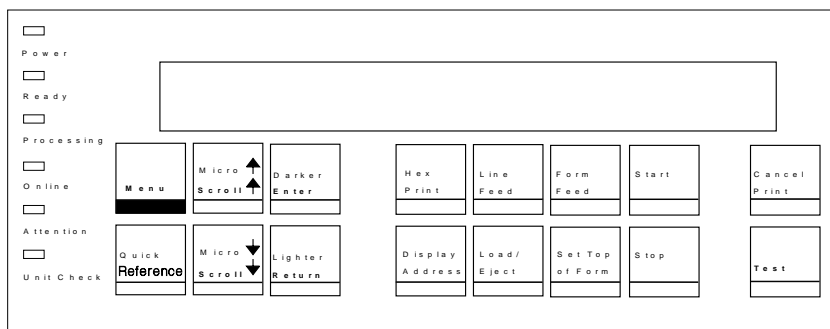 Power
Ready
Processing
Online
Attention
Unit Check
Menu
Micro
Scroll
Darker
Enter
Hex
Print
Line
Feed
Form
Feed
Start
Cancel
Print
Quick
Reference
Micro
Scroll
Lighter
Return
Display
Address
Load/
Eject
Set Top
of Form
Stop
Test